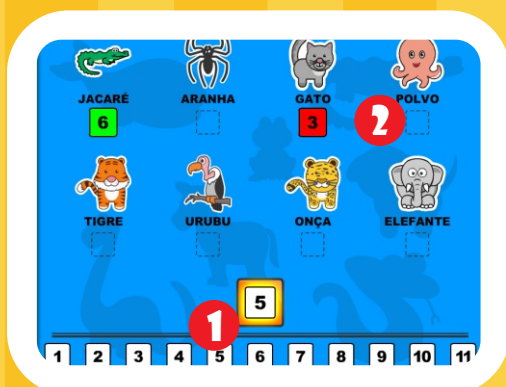 JACARÉ ARANHA GATO POLVO
6 3 2
TIGRE URUBU ONÇA ELEFANTE
5
1
1 2 3 4 5 6 7 8 9 10 11